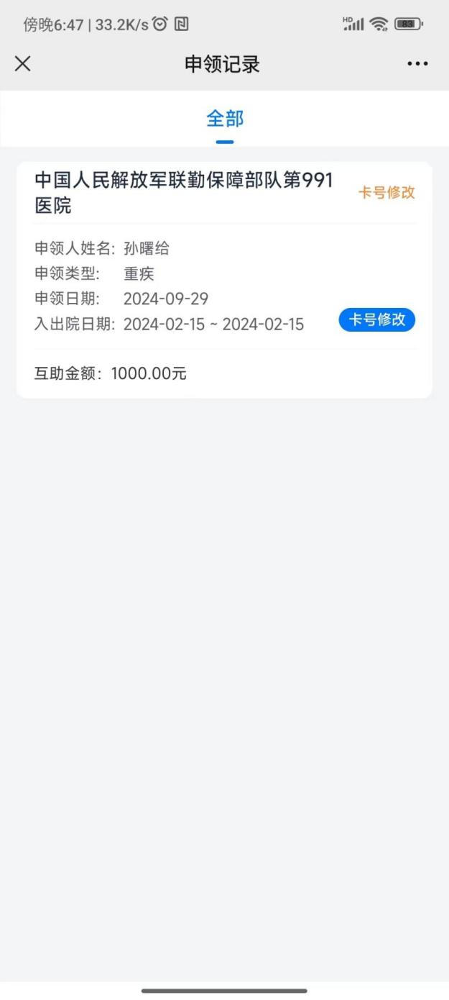 傍晚6:47 | 33.2K/s
HD 83
申领记录
全部
中国人民解放军联勤保障部队第991
医院
卡号修改
申领人姓名: 孙曙给
申领类型: 重疾
申领日期: 2024-09-29
入出院日期: 2024-02-15 ~ 2024-02-15
卡号修改
互助金额：1000.00元